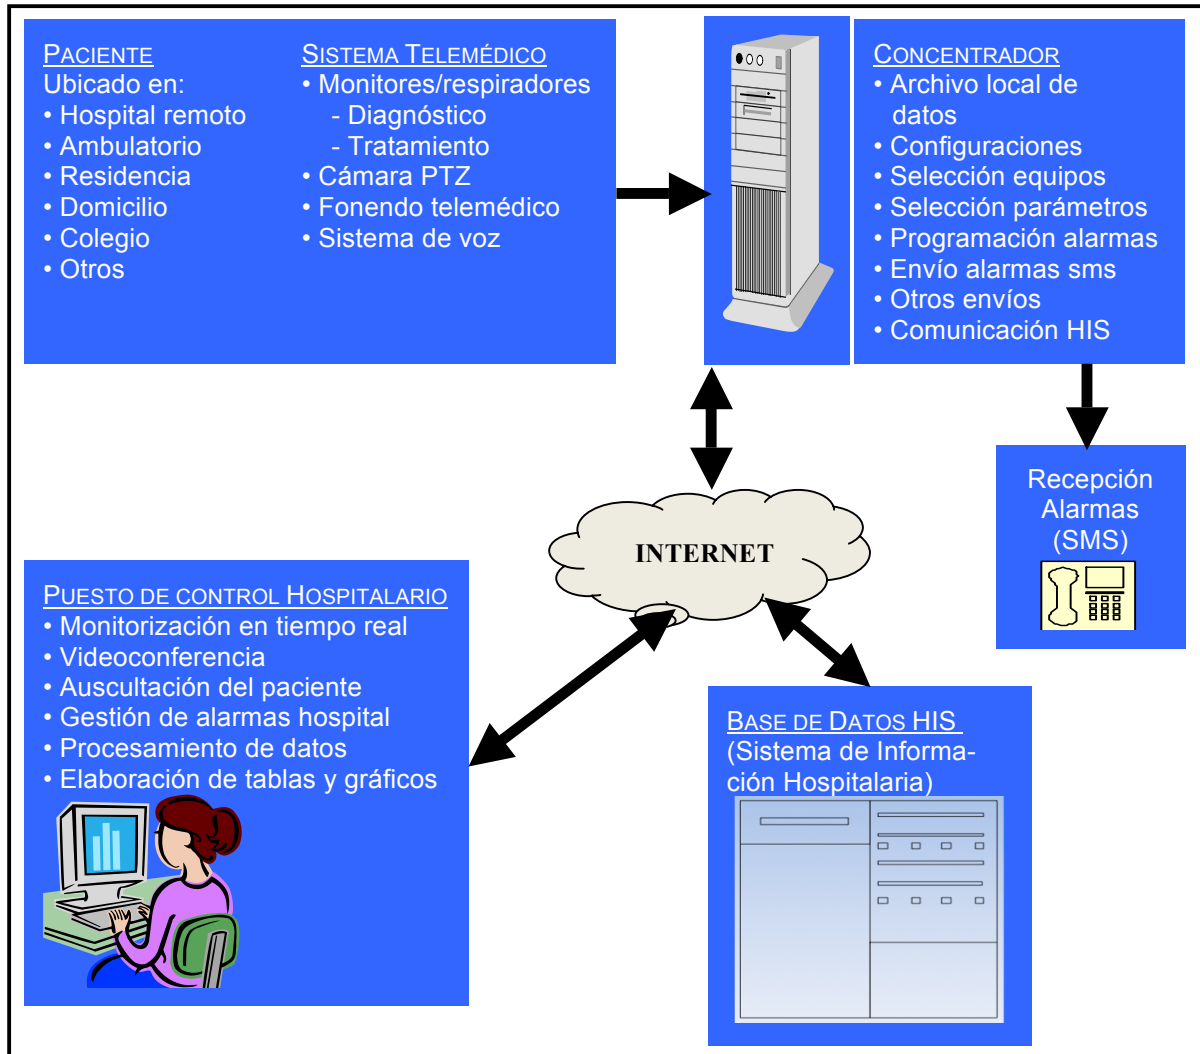 PACIENTE
Ubicado en:
• Hospital remoto
• Ambulatorio
• Residencia
• Domicilio
• Colegio
• Otros
SISTEMA TELEMÉDICO
• Monitores/respiradores
- Diagnóstico
- Tratamiento
• Cámara PTZ
• Fonendo telemédico
• Sistema de voz
CONCENTRADOR
• Archivo local de
datos
• Configuraciones
• Selección equipos
• Selección parámetros
• Programación alarmas
• Envío alarmas sms
• Otros envíos
• Comunicación HIS
Recepción
Alarmas
(SMS)
INTERNET
PUESTO DE CONTROL HOSPITALARIO
• Monitorización en tiempo real
• Videoconferencia
• Auscultación del paciente
• Gestión de alarmas hospital
• Procesamiento de datos
• Elaboración de tablas y gráficos
BASE DE DATOS HIS
(Sistema de Informa-
ción Hospitalaria)